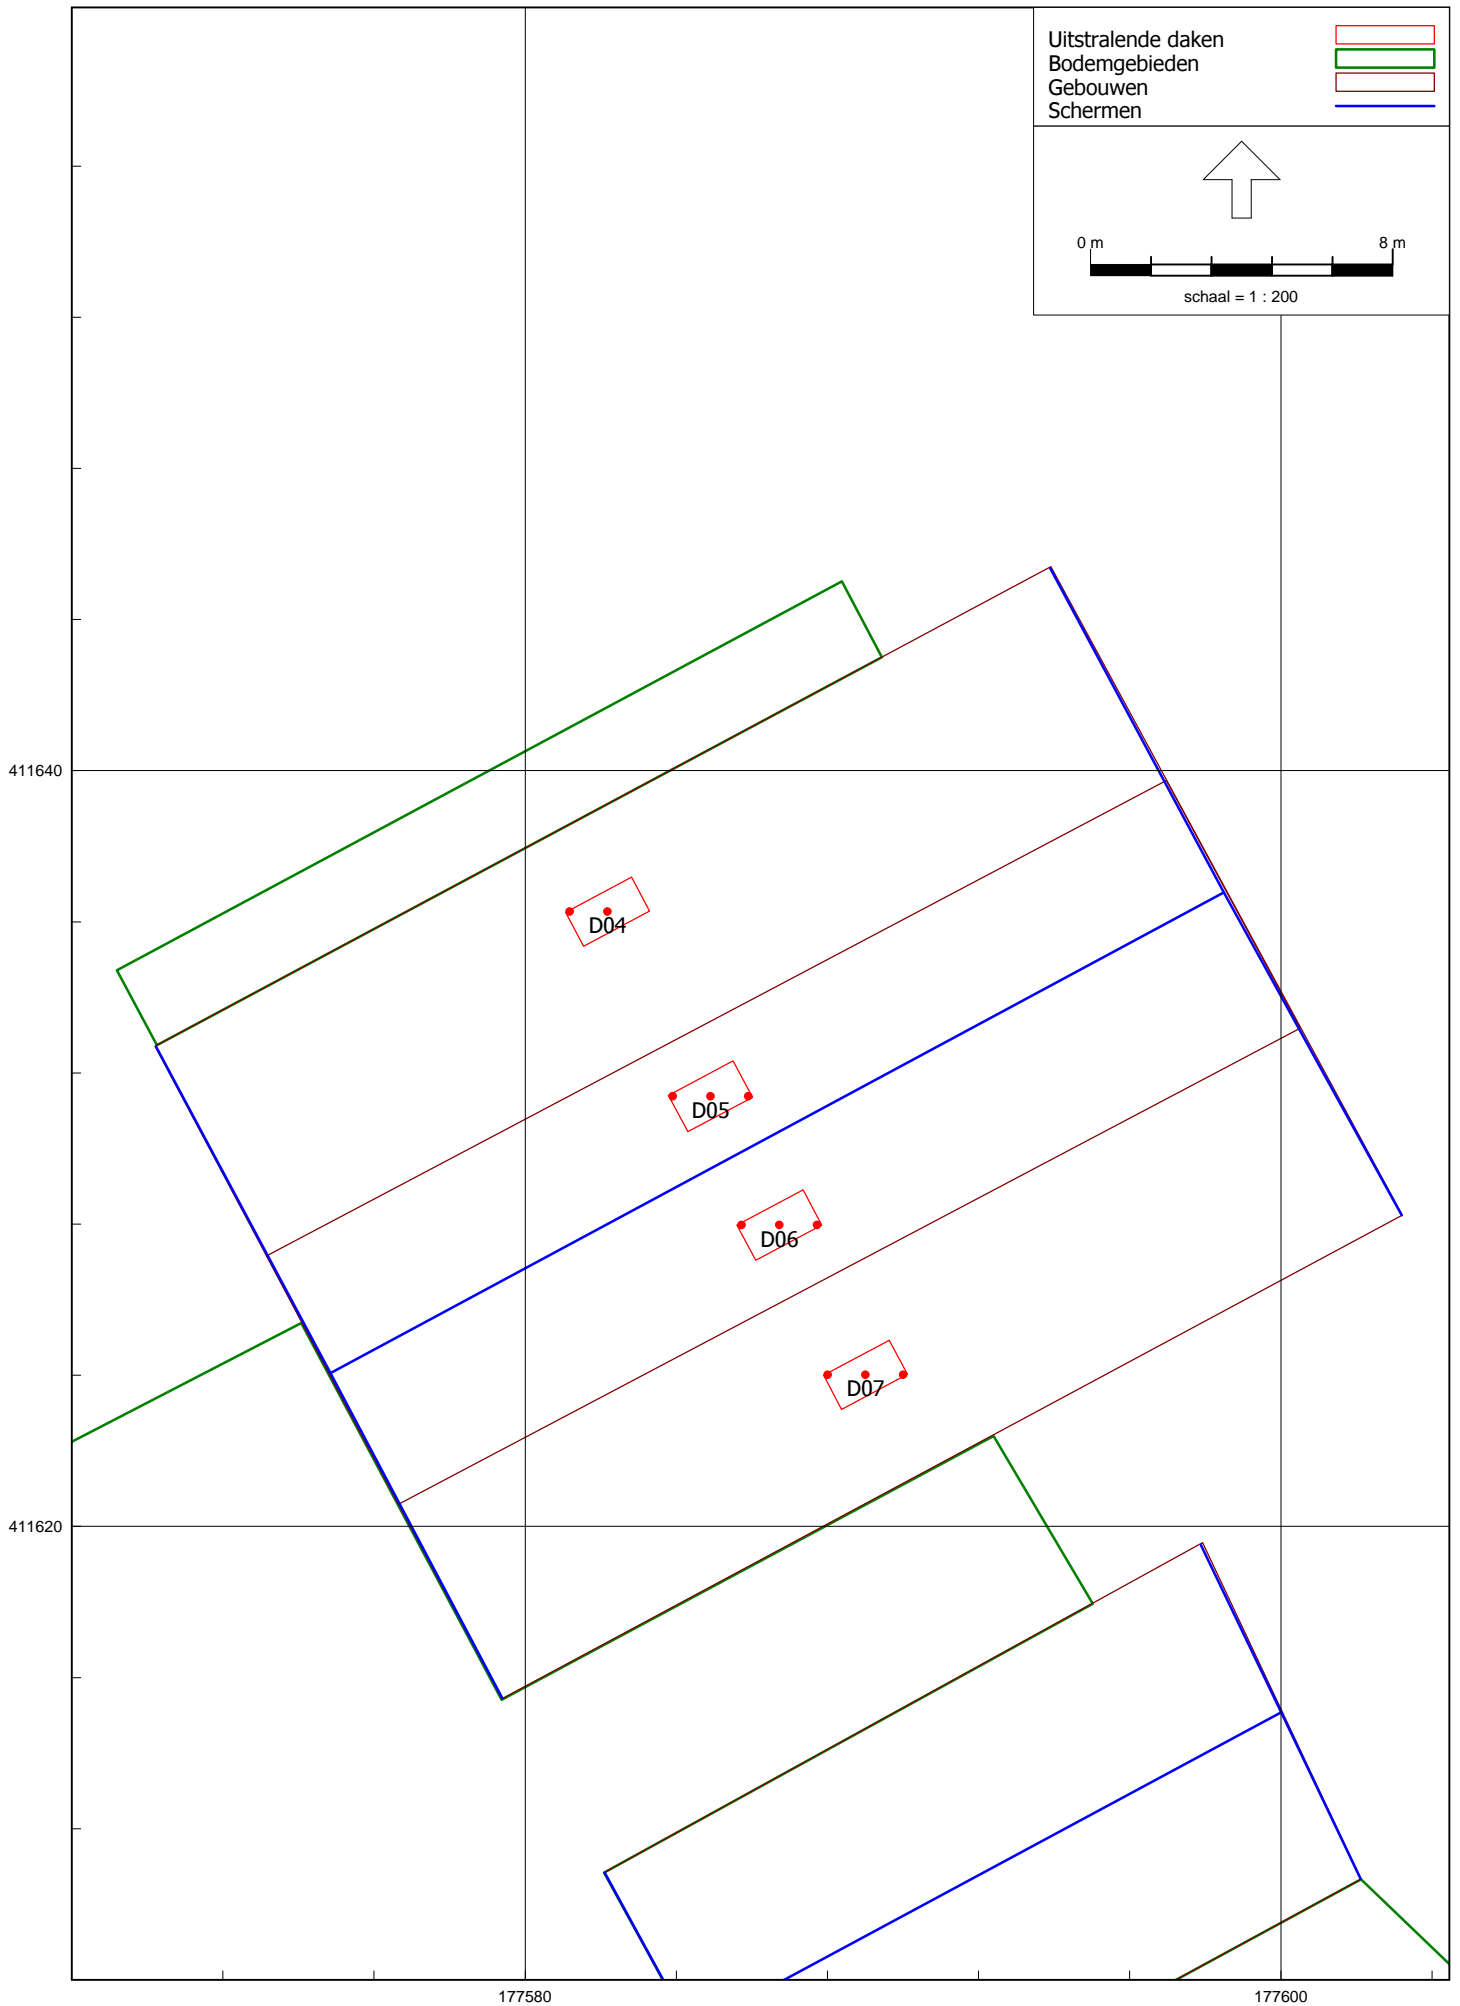 Uitstralende daken
Bodemgebieden
Gebouwen
Schermen
0 m 8 m
schaal = 1 : 200
411640
D04
D05
D06
D07
411620
177580 177600